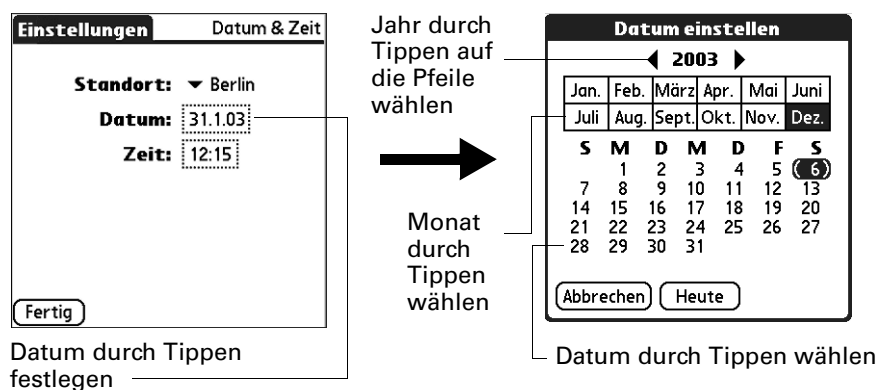 Einstellungen
Datum & Zeit
Standort: Berlin
Datum: 31.1.03
Zeit: 12:15
Fertig
Datum durch Tippen
festlegen
Jahr durch
Tippen auf
die Pfeile
wählen
Monat
durch
Tippen
wählen
Datum einstellen
2003
Jan. Feb. März Apr. Mai Juni
Juli Aug. Sept. Okt. Nov. Dez.
S M D M D F S
1 2 3 4 5 6
7 8 9 10 11 12 13
14 15 16 17 18 19 20
21 22 23 24 25 26 27
28 29 30 31
Abbrechen Heute
Datum durch Tippen wählen